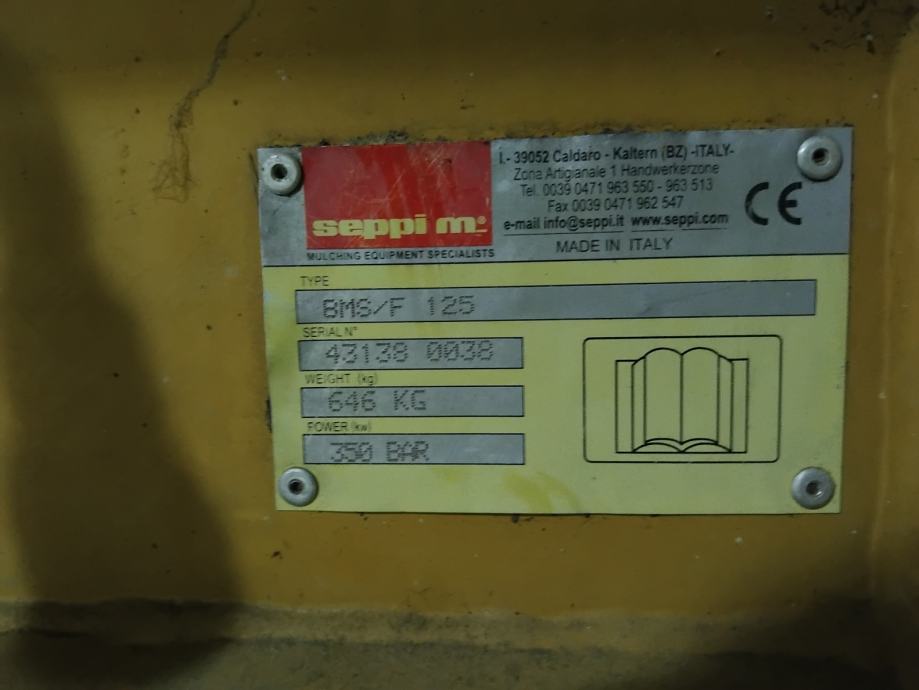 seppi m.®
MULCHING EQUIPMENT SPECIALISTS
I.- 39052 Caldaro - Kaltern (BZ) -ITALY-
Zona Artigianale 1 Handwerkerzone
Tel. 0039 0471 963 550 - 963 513
Fax 0039 0471 962 547
e-mail info@seppi.it www.seppi.com
MADE IN ITALY
CE
TYPE
BMS/F 125
SERIAL N°
43138 0038
WEIGHT (kg)
646 KG
POWER (kw)
350 BAR